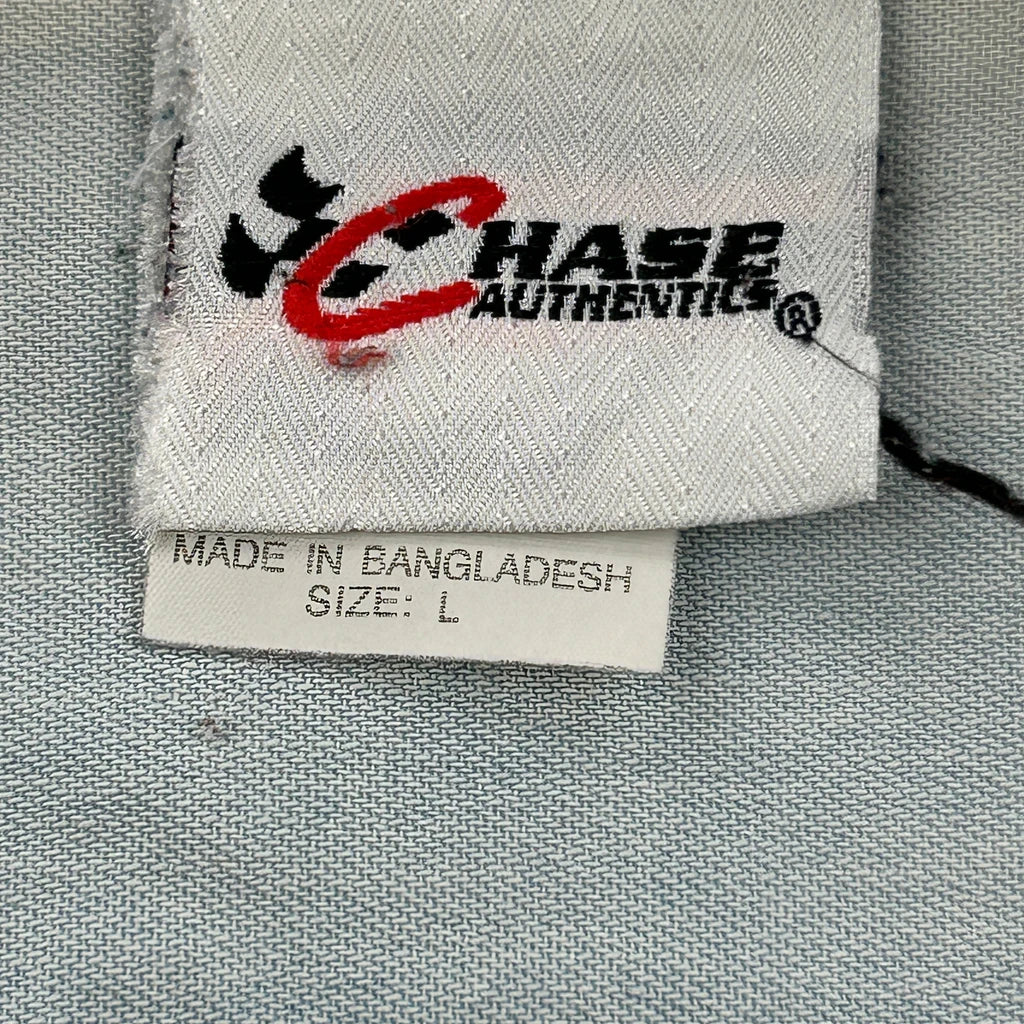 CHASE
AUTHENTICS®
MADE IN BANGLADESH
SIZE: L